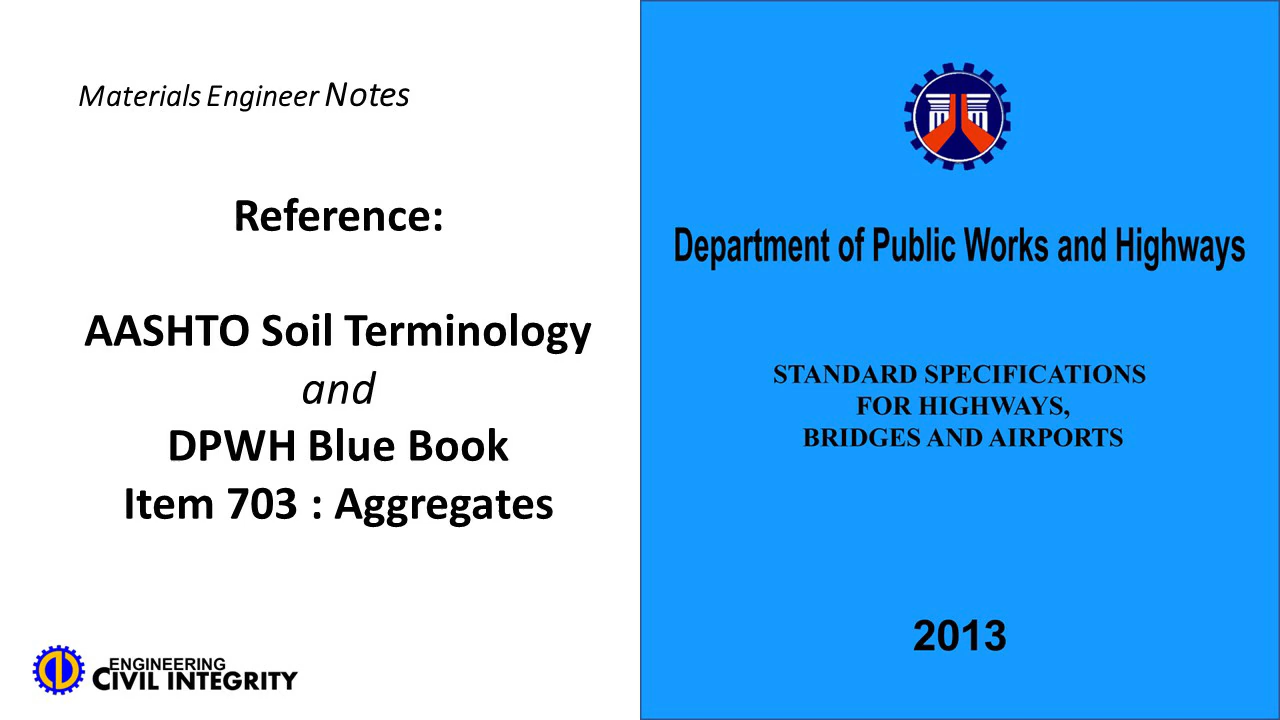 Materials Engineer Notes
Reference:
AASHTO Soil Terminology
and
DPWH Blue Book
Item 703 : Aggregates
ENGINEERING
CIVIL INTEGRITY
Department of Public Works and Highways
STANDARD SPECIFICATIONS
FOR HIGHWAYS,
BRIDGES AND AIRPORTS
2013